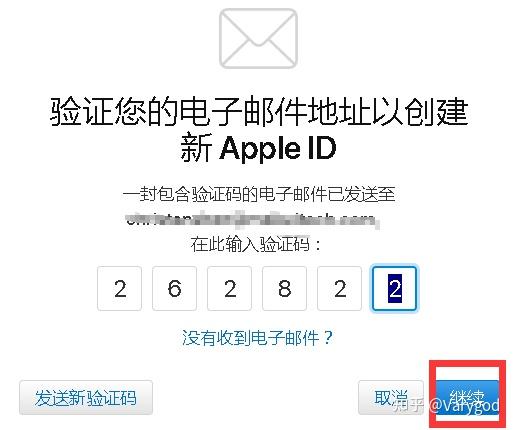 验证您的电子邮件地址以创建
新 Apple ID
一封包含验证码的电子邮件已发送至
在此输入验证码：
2 6 2 8 2 2
没有收到电子邮件？
发送新验证码 取消 继续
知乎 @Varygod